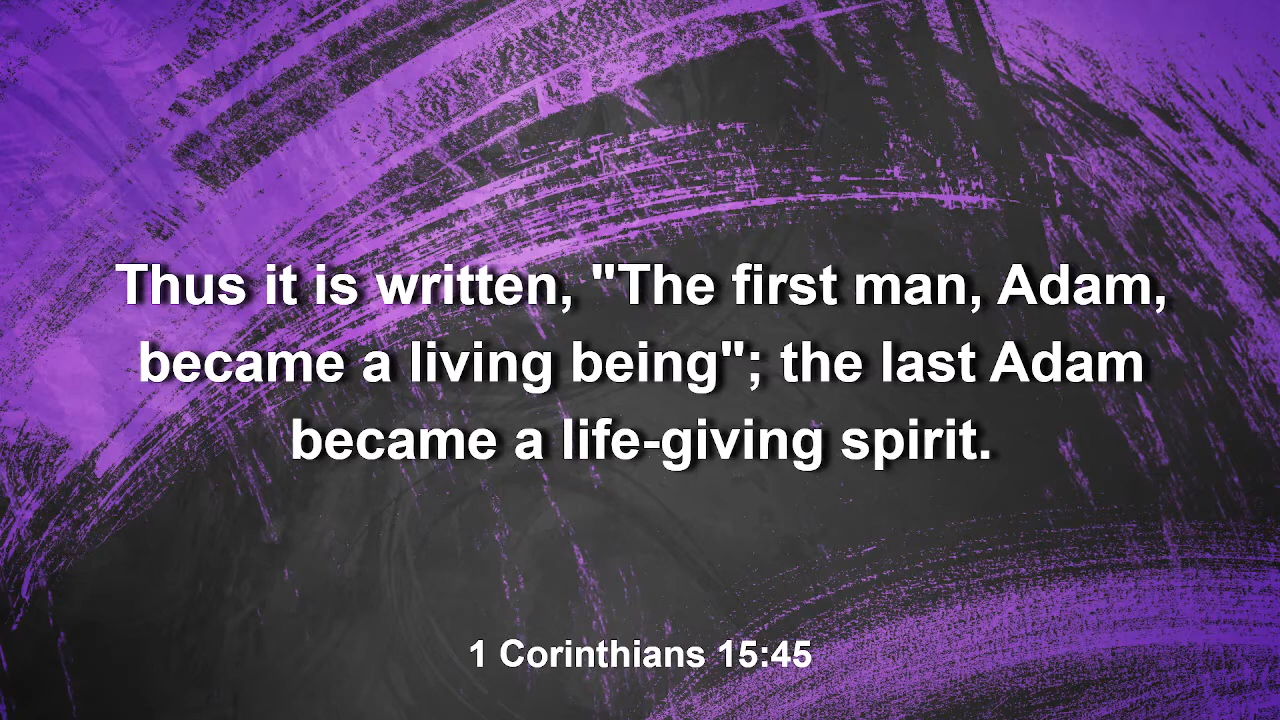 Thus it is written, "The first man, Adam,
became a living being"; the last Adam
became a life-giving spirit.
1 Corinthians 15:45